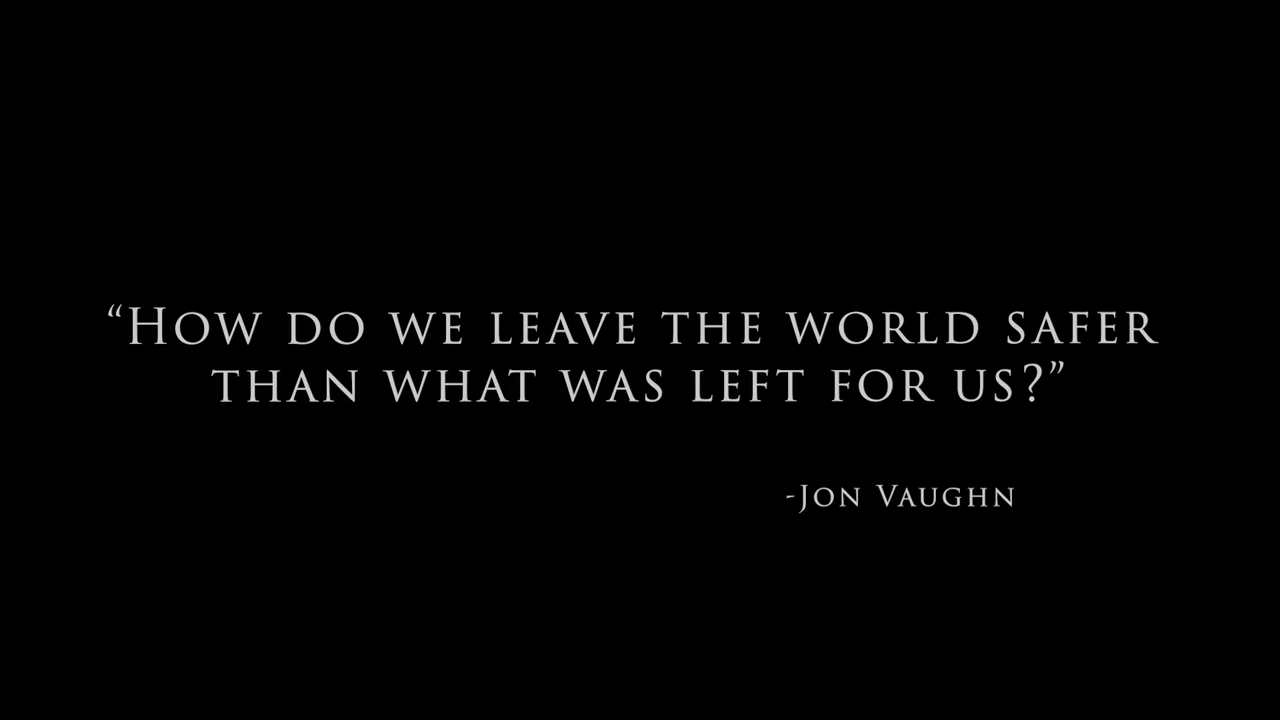 “How do we leave the world safer
than what was left for us?”
-Jon Vaughn